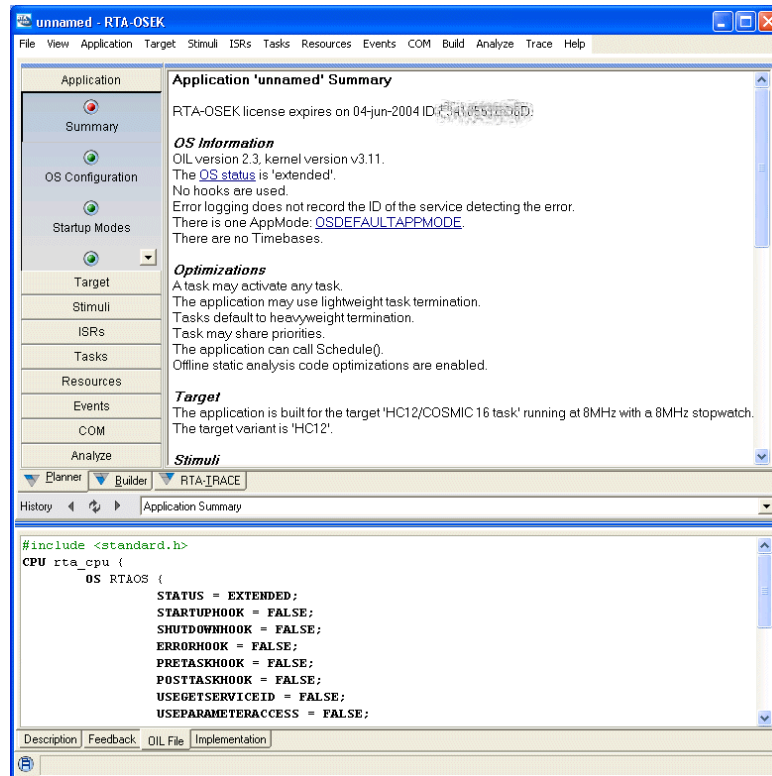 unnamed - RTA-OSEK
File View Application Target Stimuli ISRs Tasks Resources Events COM Build Analyze Trace Help
Application
Summary
OS Configuration
Startup Modes
Target
Stimuli
ISRs
Tasks
Resources
Events
COM
Analyze
Application 'unnamed' Summary
RTA-OSEK license expires on 04-jun-2004 ID
OS Information
OIL version 2.3, kernel version v3.11.
The OS status is 'extended'.
No hooks are used.
Error logging does not record the ID of the service detecting the error.
There is one AppMode: OSDEFAULTAPPMODE.
There are no Timebases.
Optimizations
A task may activate any task.
The application may use lightweight task termination.
Tasks default to heavyweight termination.
Task may share priorities.
The application can call Schedule().
Offline static analysis code optimizations are enabled.
Target
The application is built for the target 'HC12/COSMIC 16 task' running at 8MHz with a 8MHz stopwatch.
The target variant is 'HC12'.
Stimuli
Planner Builder RTA-TRACE
History Application Summary
#include <standard.h>
CPU rta_cpu {
OS RTAOS {
STATUS = EXTENDED;
STARTUPHOOK = FALSE;
SHUTDOWNHOOK = FALSE;
ERRORHOOK = FALSE;
PRETASKHOOK = FALSE;
POSTTASKHOOK = FALSE;
USEGETSERVICEID = FALSE;
USEPARAMETERACCESS = FALSE;
Description Feedback OIL File Implementation